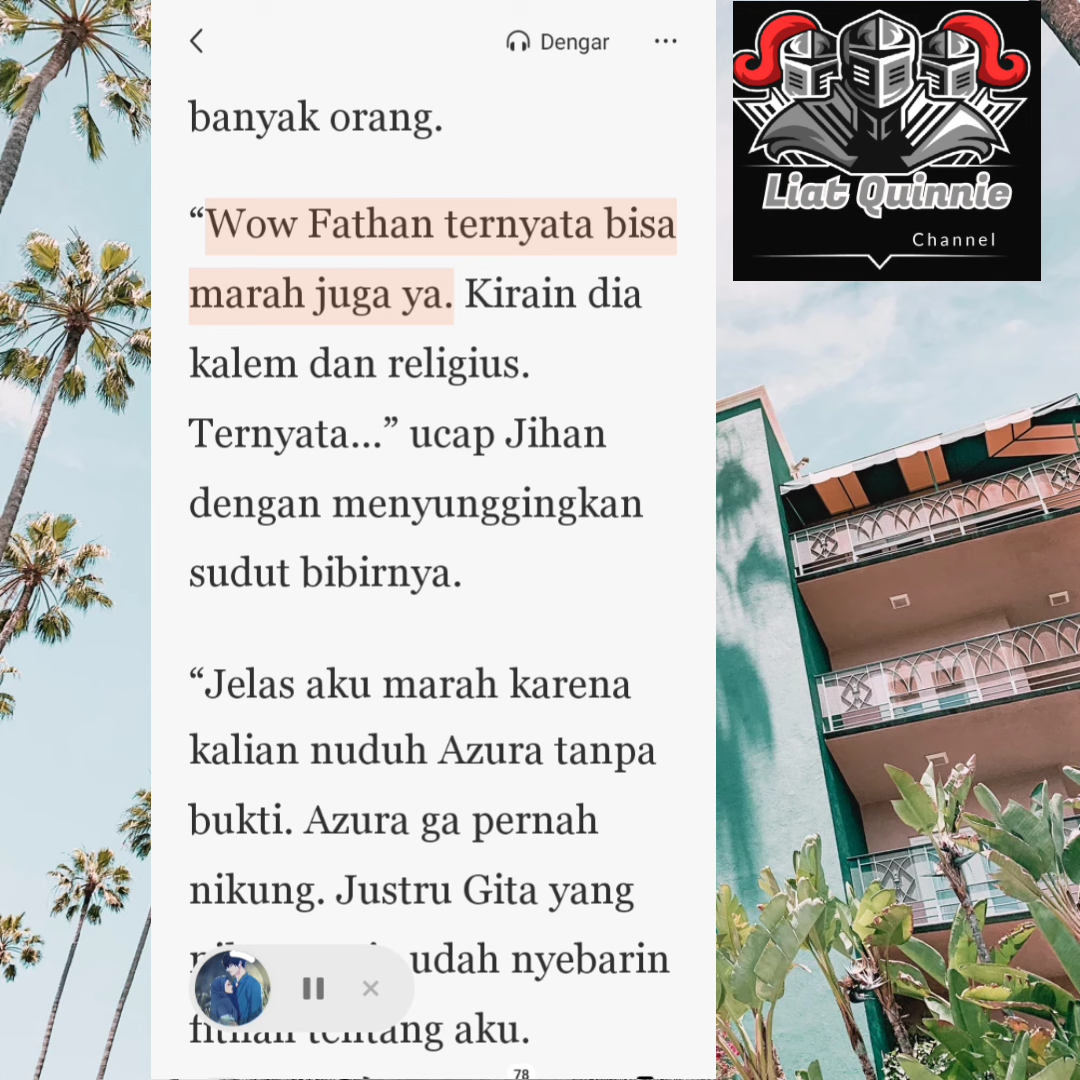 Dengar
banyak orang.
“Wow Fathan ternyata bisa
marah juga ya. Kirain dia
kalem dan religius.
Ternyata...” ucap Jihan
dengan menyunggingkan
sudut bibirnya.
“Jelas aku marah karena
kalian nuduh Azura tanpa
bukti. Azura ga pernah
nikung. Justru Gita yang
udah nyebarin
fitnah tentang aku.
78
Liat Quinnie
Channel